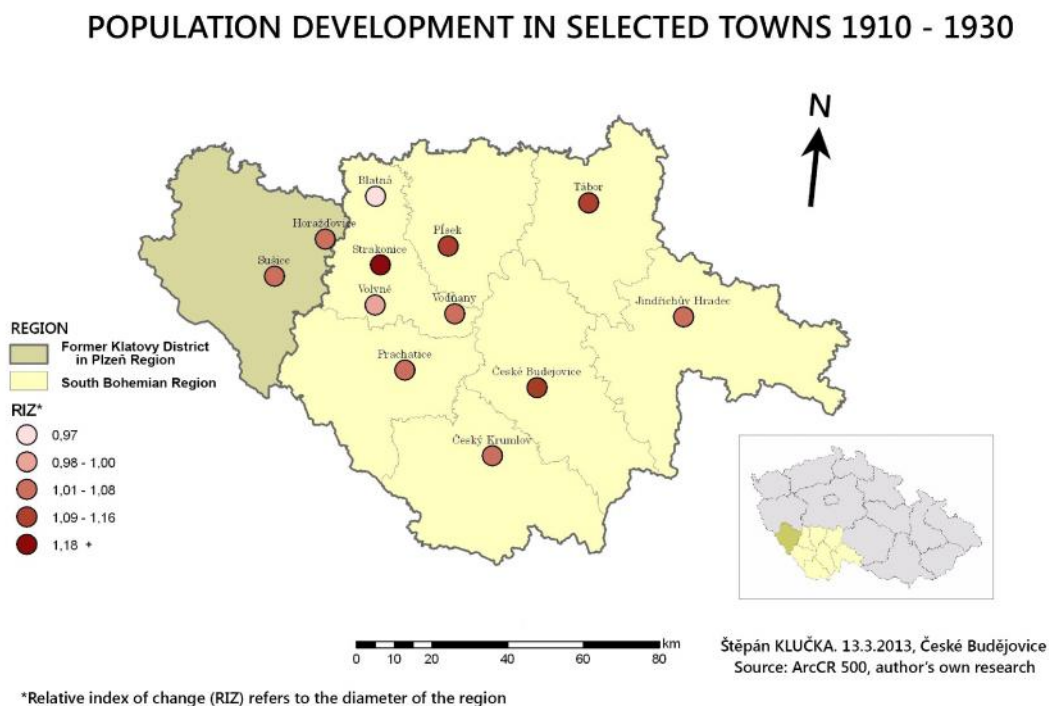 POPULATION DEVELOPMENT IN SELECTED TOWNS 1910 - 1930
N
Blatná
Tábor
Horažďovice
Písek
Strakonice
Sušice
Volyně
Vodňany
Jindřichův Hradec
Prachatice
České Budejovice
Český Krumlov
REGION
Former Klatovy District
in Plzeň Region
South Bohemian Region
RIZ*
0,97
0,98 - 1,00
1,01 - 1,08
1,09 - 1,16
1,18 +
km
0 5 10 20 40 60 80
Štěpán KLUČKA. 13.3.2013, České Budějovice
Source: ArcCR 500, author's own research
*Relative index of change (RIZ) refers to the diameter of the region